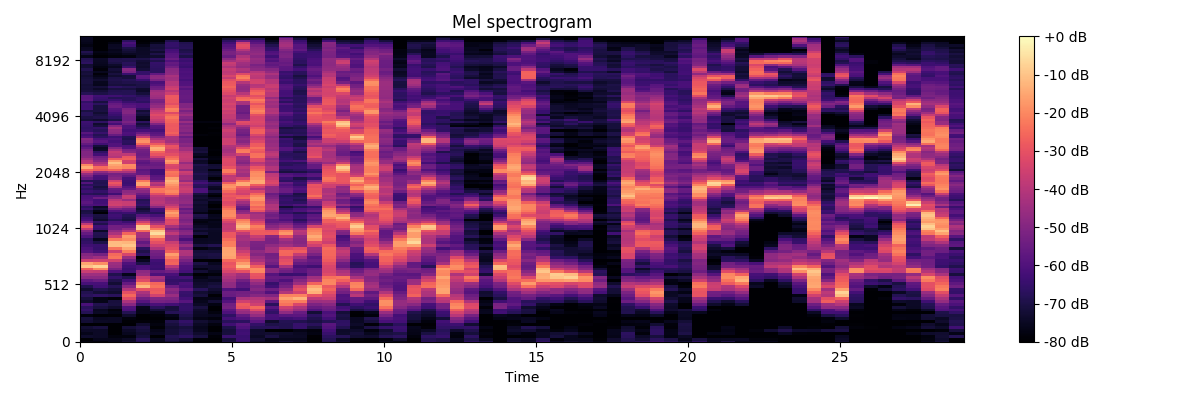 Mel spectrogram
8192
4096
2048
1024
512
0
Hz
0 5 10 15 20 25
Time
+0 dB
-10 dB
-20 dB
-30 dB
-40 dB
-50 dB
-60 dB
-70 dB
-80 dB